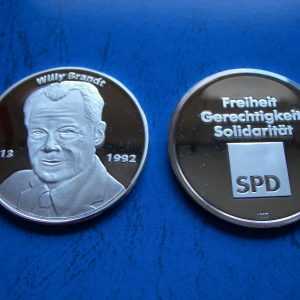 Willy Brandt
13
1992
Freiheit
Gerechtigkeit
Solidarität
SPD